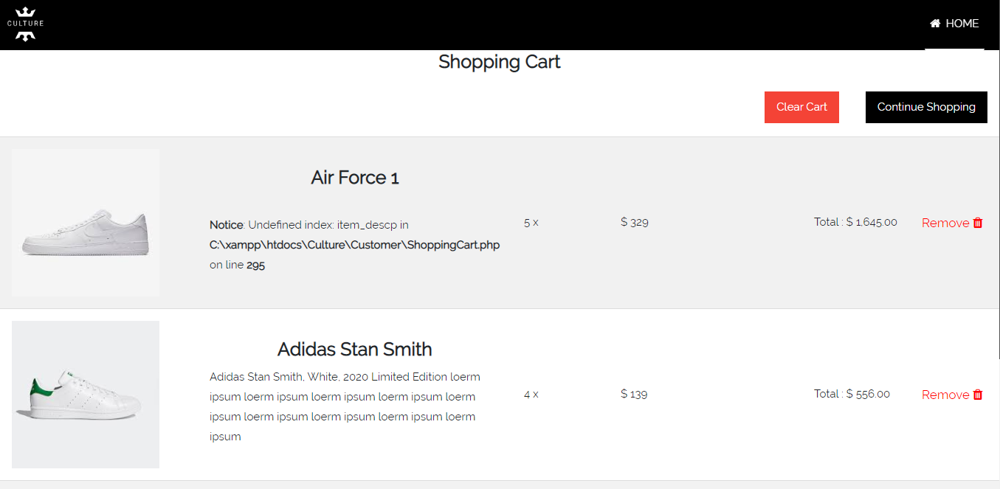 CULTURE
HOME
Shopping Cart
Clear Cart
Continue Shopping
Air Force 1
Notice: Undefined index: item_descp in
C:\xampp\htdocs\Culture\Customer\ShoppingCart.php
on line 295
5 x
$ 329
Total : $ 1,645.00
Remove
Adidas Stan Smith
Adidas Stan Smith, White, 2020 Limited Edition loerm
ipsum loerm ipsum loerm ipsum loerm ipsum loerm
ipsum loerm ipsum loerm ipsum loerm ipsum loerm
ipsum
4 x
$ 139
Total : $ 556.00
Remove